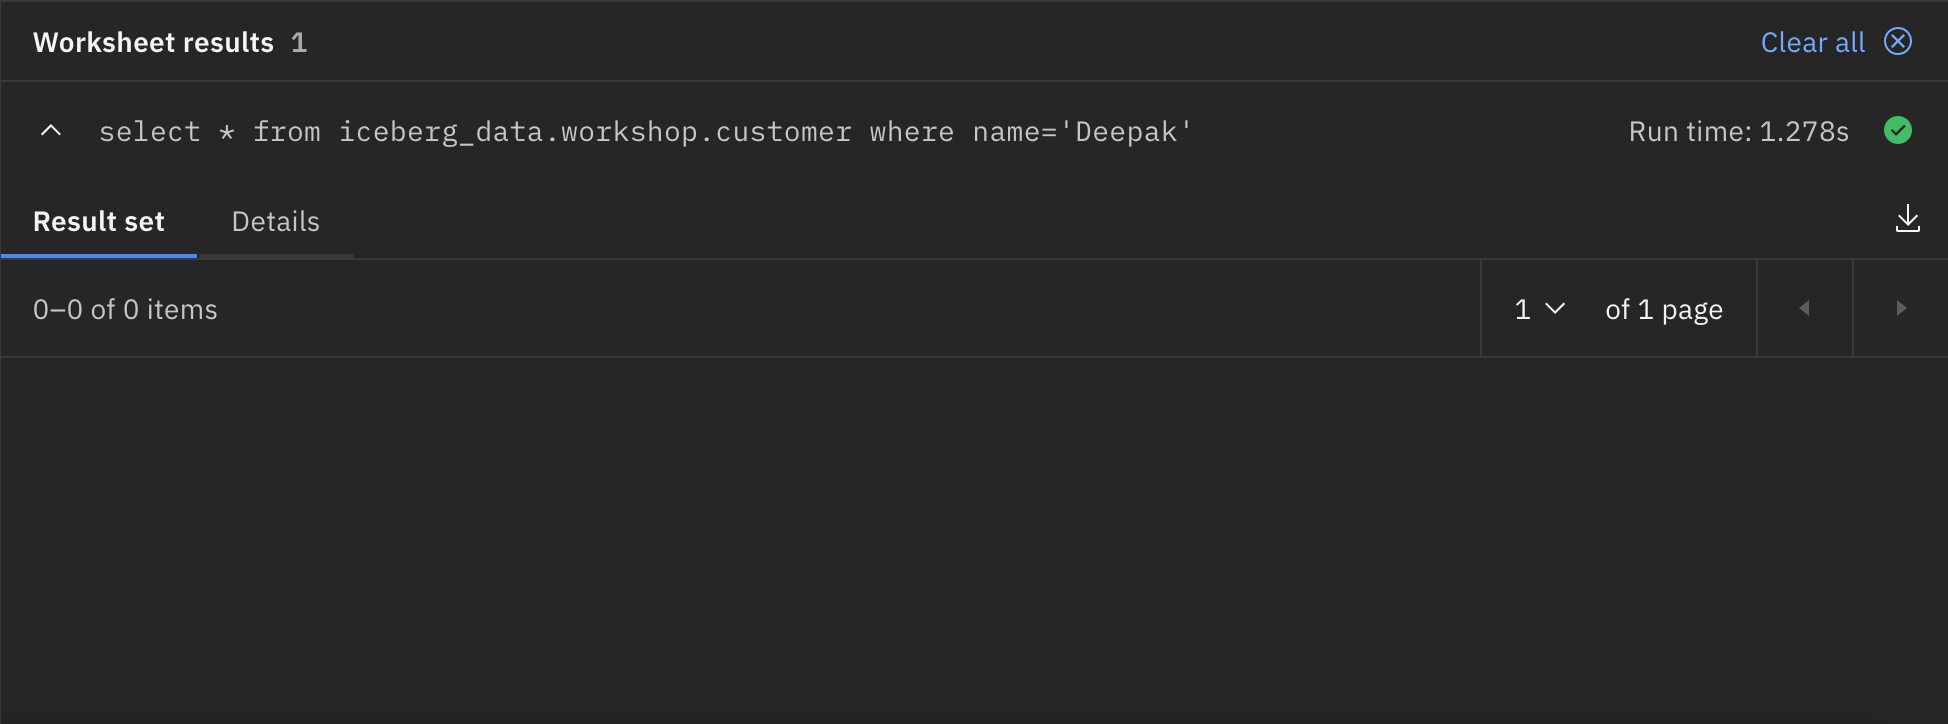 Worksheet results 1
Clear all
select * from iceberg_data.workshop.customer where name='Deepak'
Run time: 1.278s
Result set
Details
0–0 of 0 items
1
of 1 page